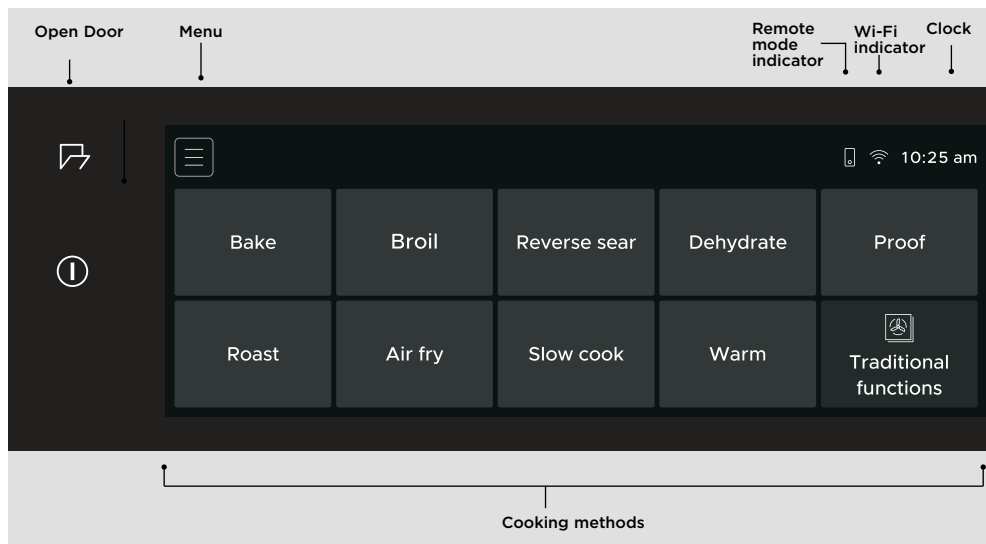 Open Door
Menu
Remote
mode
indicator
Wi-Fi
indicator
Clock
10:25 am
Bake
Broil
Reverse sear
Dehydrate
Proof
Roast
Air fry
Slow cook
Warm
Traditional
functions
Cooking methods